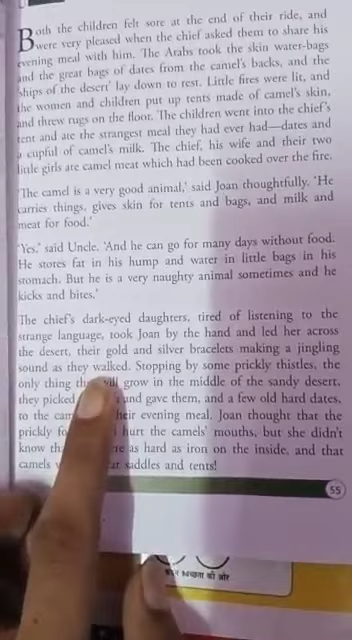 Both the children felt sore at the end of their ride, and
were very pleased when the chief asked them to share his
evening meal with him. The Arabs took the skin water-bags
and the great bags of dates from the camel's backs, and the
'ships of the desert' lay down to rest. Little fires were lit, and
the women and children put up tents made of camel's skin,
and threw rugs on the floor. The children went into the chief's
tent and ate the strangest meal they had ever had—dates and
a cupful of camel's milk. The chief, his wife and their two
little girls are camel meat which had been cooked over the fire.
'The camel is a very good animal,' said Joan thoughtfully. 'He
carries things, gives skin for tents and bags, and milk and
meat for food.'
'Yes,' said Uncle. 'And he can go for many days without food.
He stores fat in his hump and water in little bags in his
stomach. But he is a very naughty animal sometimes and he
kicks and bites.'
The chief's dark-eyed daughters, tired of listening to the
strange language, took Joan by the hand and led her across
the desert, their gold and silver bracelets making a jingling
sound as they walked. Stopping by some prickly thistles, the
only thing will grow in the middle of the sandy desert,
they picked and gave them, and a few old hard dates,
to the their evening meal. Joan thought that the
prickly hurt the camels' mouths, but she didn't
know as hard as iron on the inside, and that
camels saddles and tents!
55
की ओर